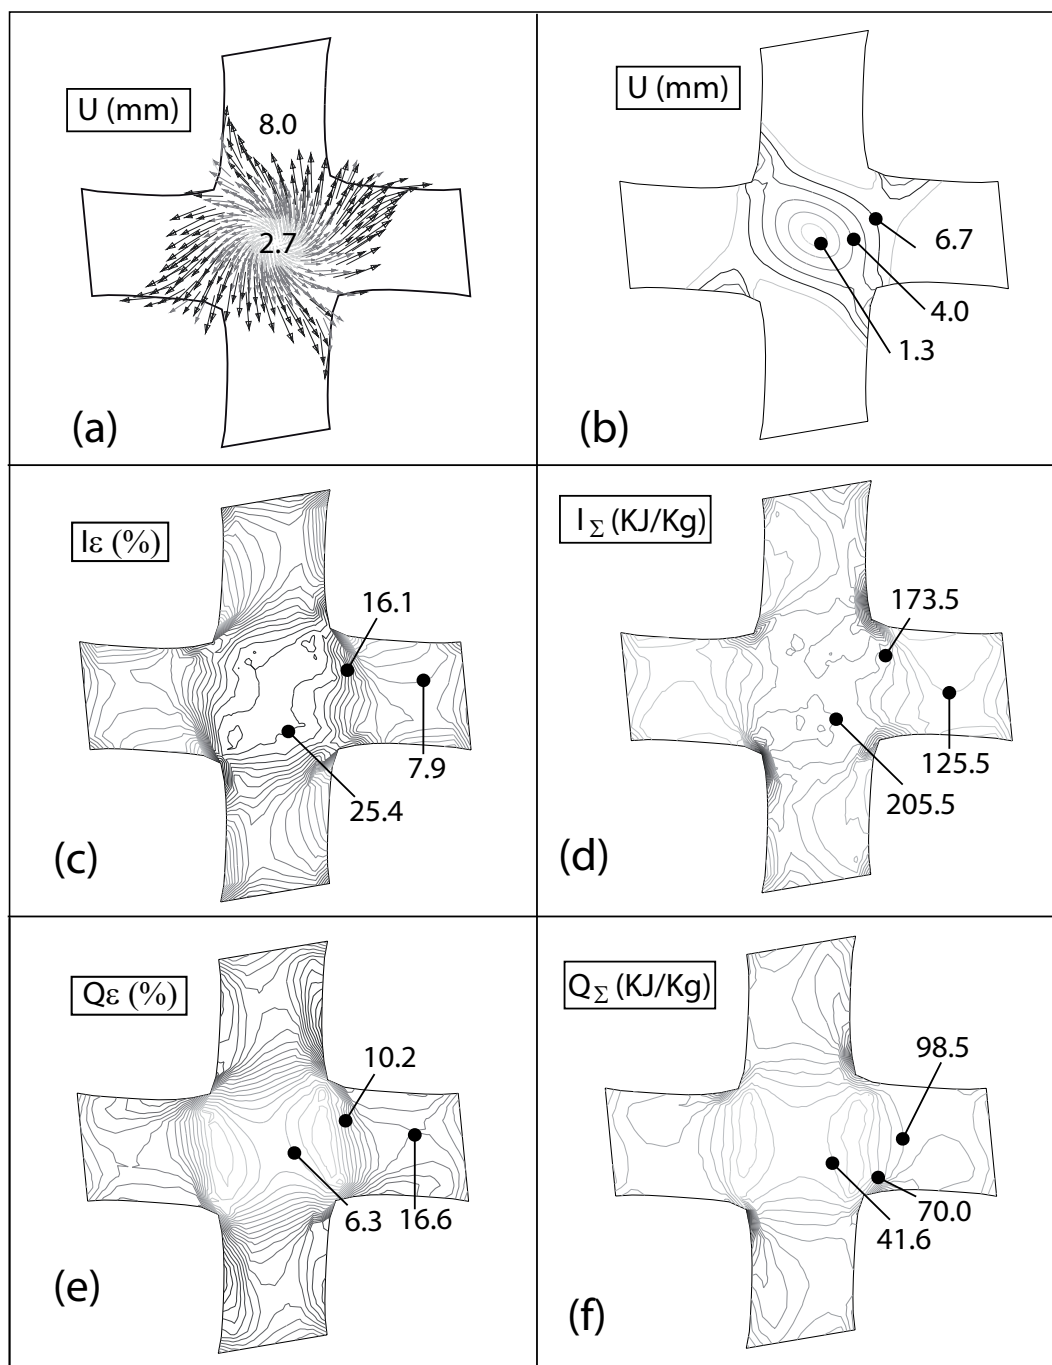 U (mm)
8.0
2.7
(a)
U (mm)
6.7
4.0
1.3
(b)
Iε (%)
16.1
7.9
25.4
(c)
I Σ (KJ/Kg)
173.5
125.5
205.5
(d)
Qε (%)
10.2
6.3
16.6
(e)
QΣ (KJ/Kg)
98.5
70.0
41.6
(f)